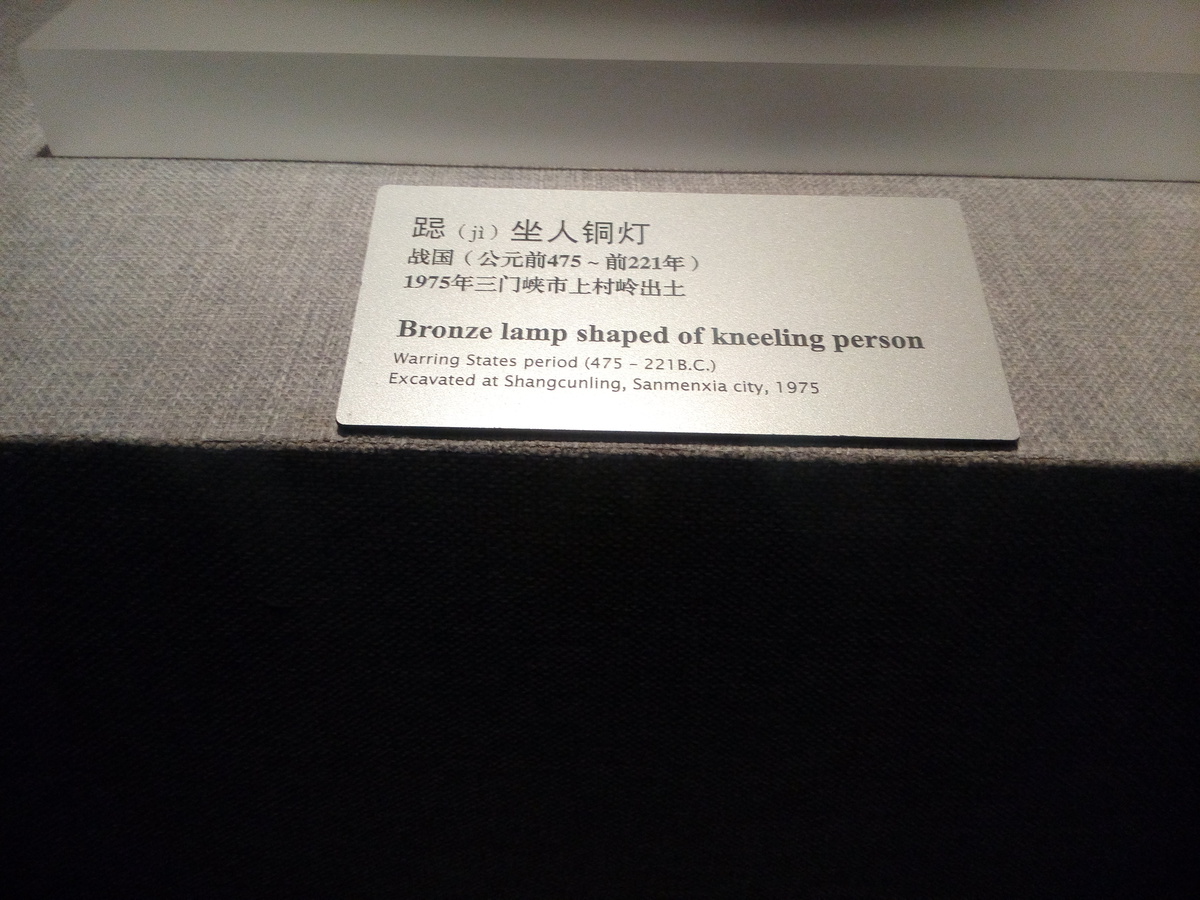 跽（jì）坐人铜灯
战国（公元前475 ~ 前221年）
1975年三门峡市上村岭出土
Bronze lamp shaped of kneeling person
Warring States period (475 – 221B.C.)
Excavated at Shangcunling, Sanmenxia city, 1975